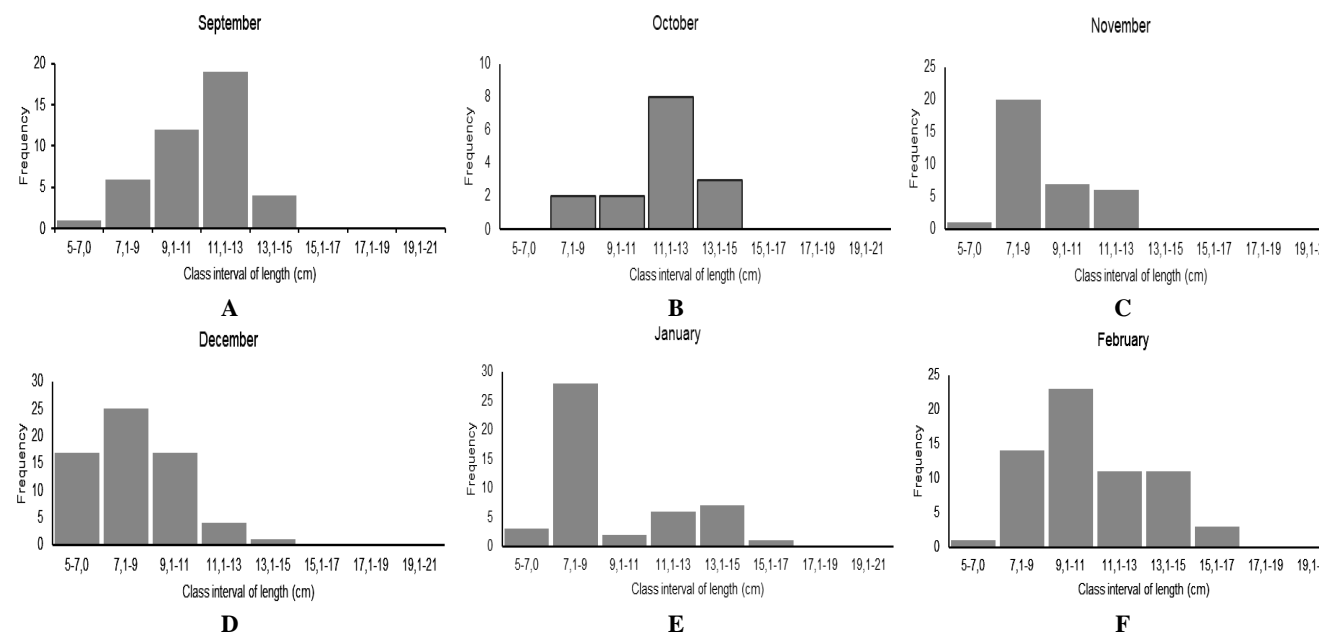 September
20
15
10
5
0
Frequency
5-7,0 7,1-9 9,1-11 11,1-13 13,1-15 15,1-17 17,1-19 19,1-21
Class interval of length (cm)
A
October
10
8
6
4
2
0
Frequency
5-7,0 7,1-9 9,1-11 11,1-13 13,1-15 15,1-17 17,1-19 19,1-21
Class interval of length (cm)
B
November
25
20
15
10
5
0
Frequency
5-7,0 7,1-9 9,1-11 11,1-13 13,1-15 15,1-17 17,1-19
Class interval of length (cm)
C
December
30
25
20
15
10
5
0
Frequency
5-7,0 7,1-9 9,1-11 11,1-13 13,1-15 15,1-17 17,1-19 19,1-21
Class interval of length (cm)
D
January
30
25
20
15
10
5
0
Frequency
5-7,0 7,1-9 9,1-11 11,1-13 13,1-15 15,1-17 17,1-19 19,1-21
Class interval of length (cm)
E
February
25
20
15
10
5
0
Frequency
5-7,0 7,1-9 9,1-11 11,1-13 13,1-15 15,1-17 17,1-19
Class interval of length (cm)
F